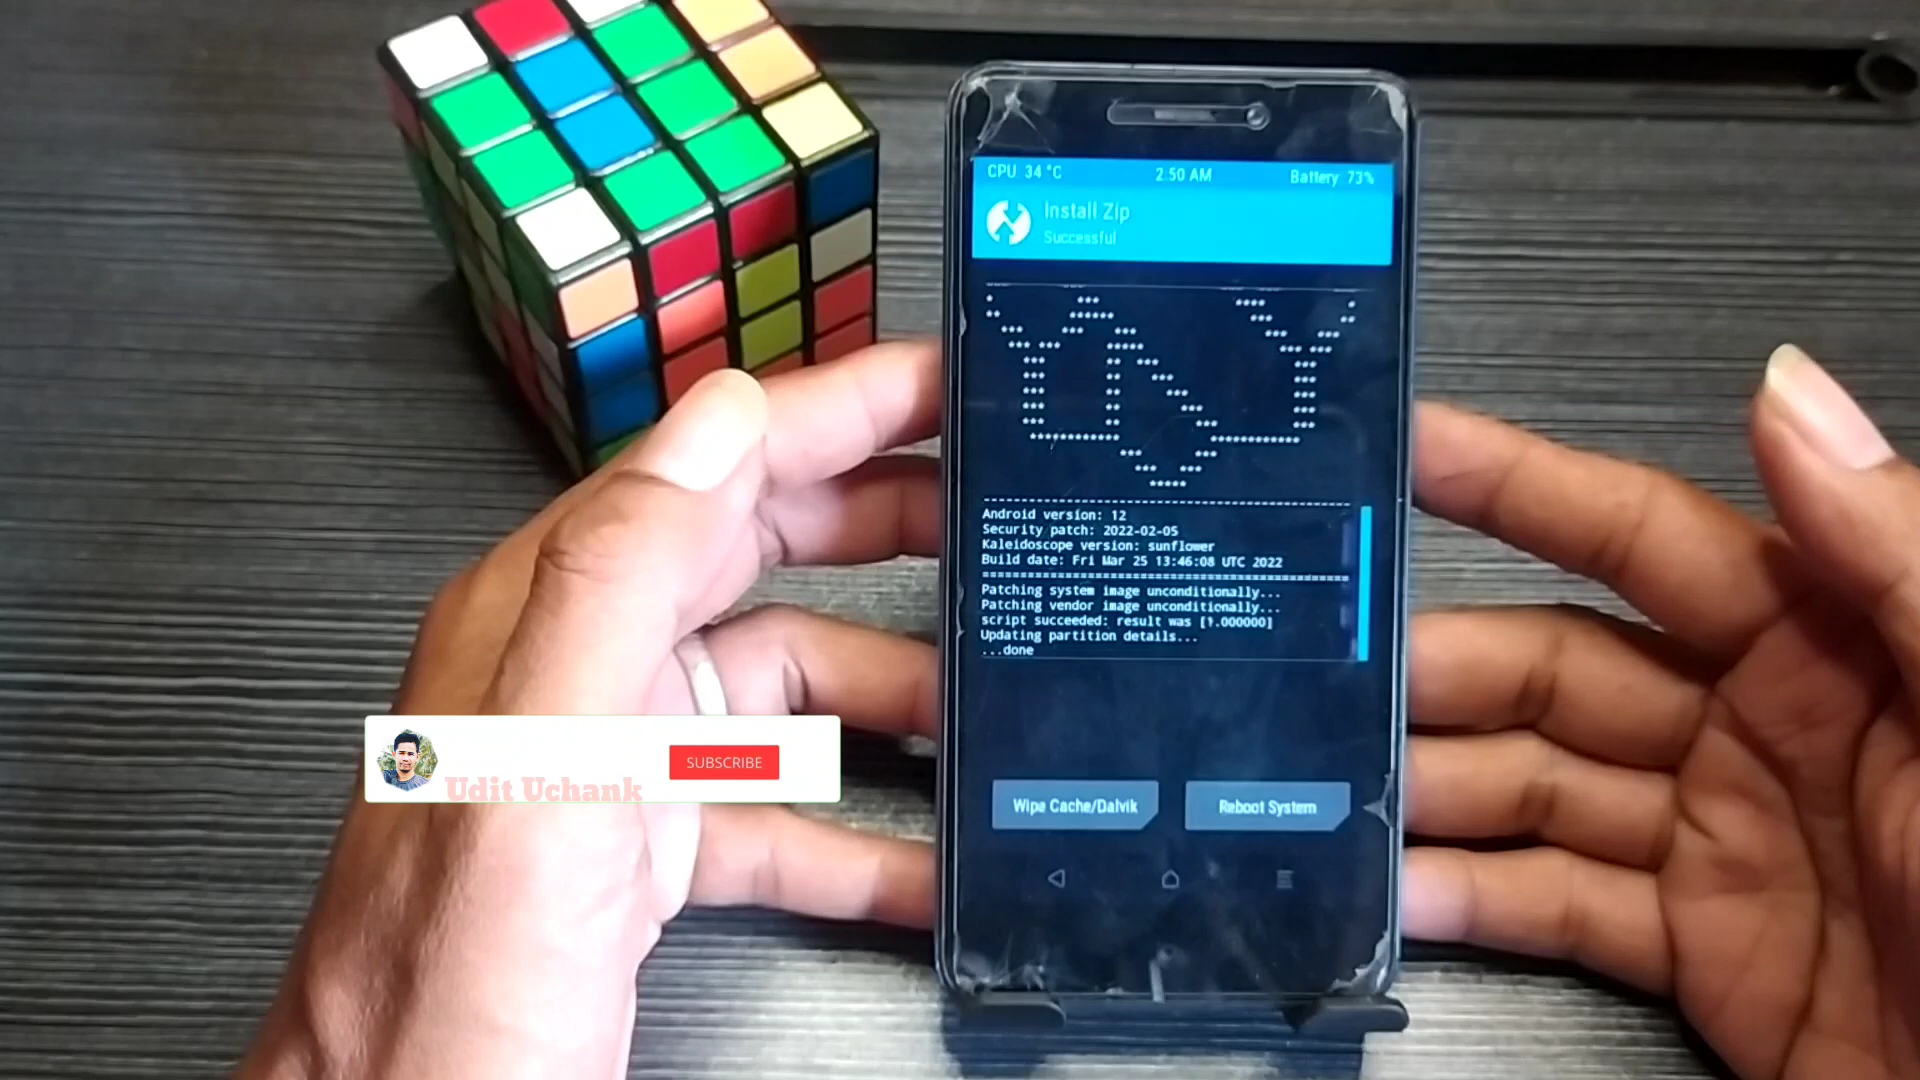 CPU: 34 °C 2:50 AM Battery: 73%
Install Zip
Successful
Android version: 12
Security patch: 2022-02-05
Kaleidoscope version: sunflower
Build date: Fri Mar 25 13:46:08 UTC 2022
Patching system image unconditionally...
Patching vendor image unconditionally...
script succeeded: result was [1.000000]
Updating partition details...
...done
Wipe Cache/Dalvik
Reboot System
Udit Uchank
SUBSCRIBE